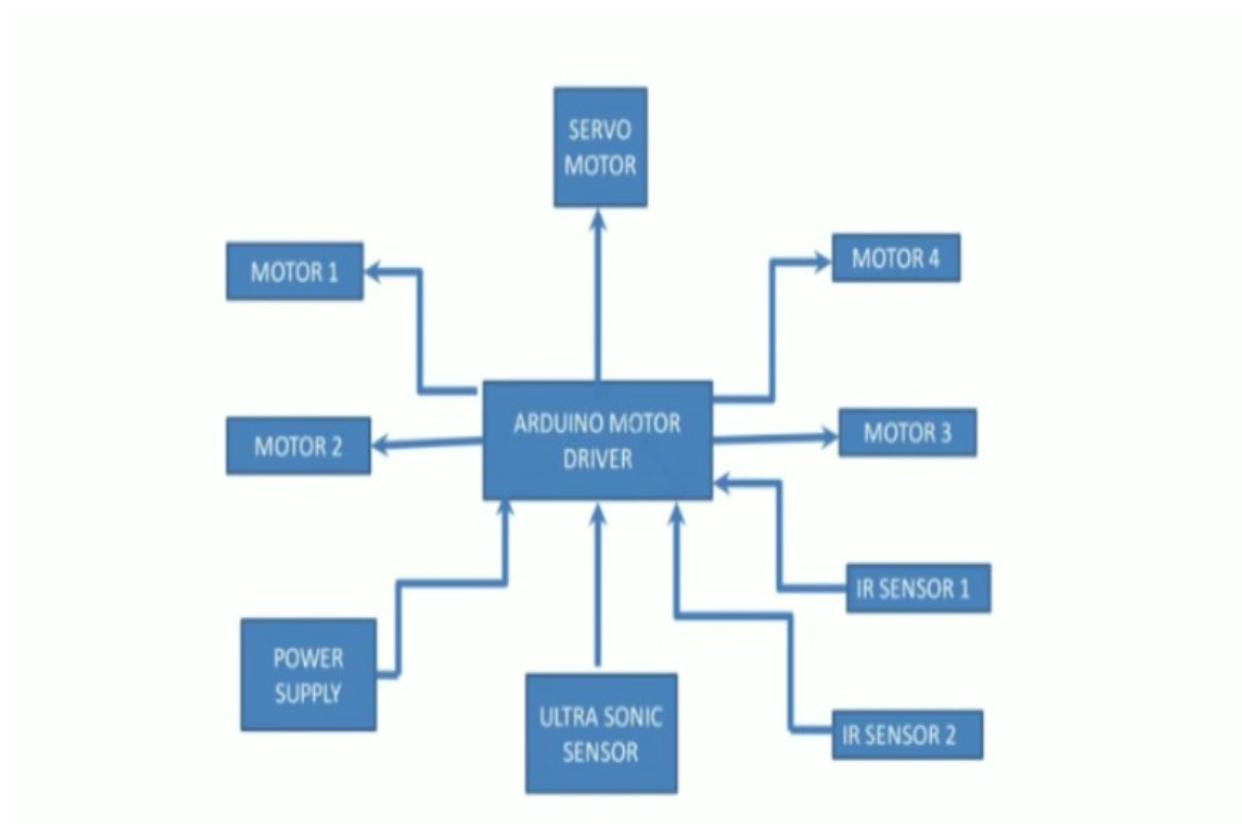 SERVO
MOTOR
MOTOR 1
MOTOR 4
ARDUINO MOTOR
DRIVER
MOTOR 2
MOTOR 3
IR SENSOR 1
POWER
SUPPLY
ULTRA SONIC
SENSOR
IR SENSOR 2